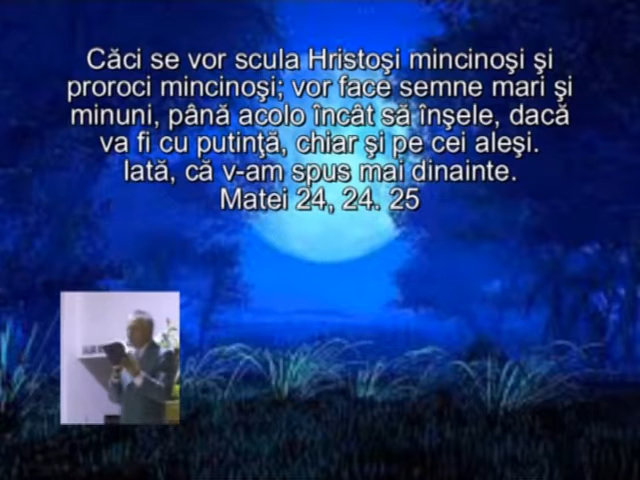 Căci se vor scula Hristoşi mincinoşi şi
proroci mincinoşi; vor face semne mari şi
minuni, până acolo încât să înşele, dacă
va fi cu putinţă, chiar şi pe cei aleşi.
Iată, că v-am spus mai dinainte.
Matei 24, 24. 25